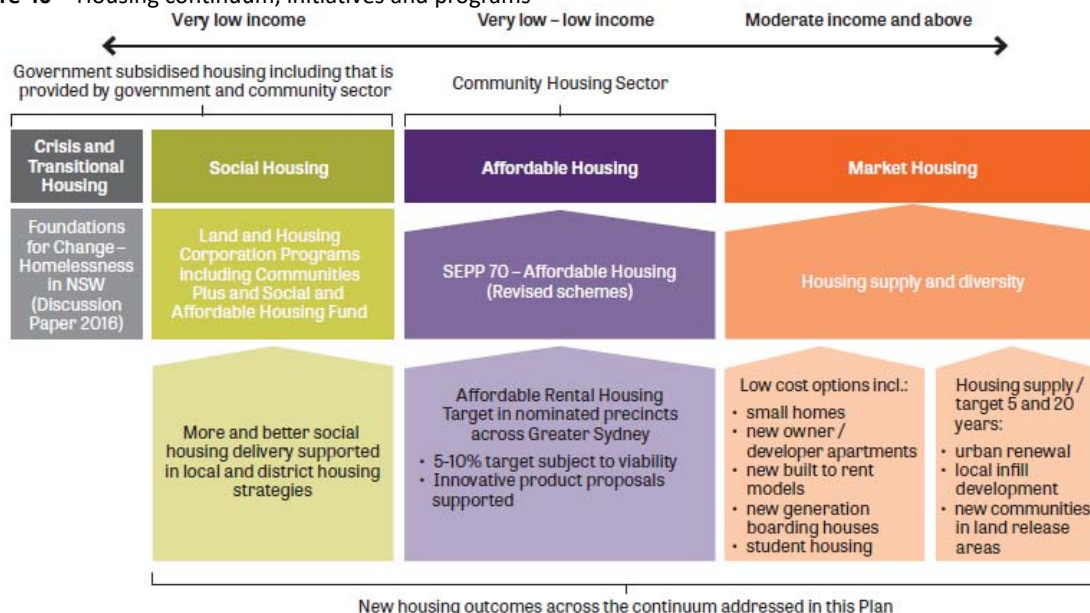 Housing continuum, initiatives and programs
Very low income
Very low – low income
Moderate income and above
Government subsidised housing including that is
provided by government and community sector
Community Housing Sector
Crisis and
Transitional
Housing
Social Housing
Affordable Housing
Market Housing
Foundations
for Change –
Homelessness
in NSW
(Discussion
Paper 2016)
Land and Housing
Corporation Programs
including Communities
Plus and Social and
Affordable Housing Fund
SEPP 70 – Affordable Housing
(Revised schemes)
Housing supply and diversity
More and better social
housing delivery supported
in local and district housing
strategies
Affordable Rental Housing
Target in nominated precincts
across Greater Sydney
• 5-10% target subject to viability
• Innovative product proposals
supported
Low cost options incl.:
• small homes
• new owner /
developer apartments
• new built to rent
models
• new generation
boarding houses
• student housing
Housing supply /
target 5 and 20
years:
• urban renewal
• local infill
development
• new communities
in land release
areas
New housing outcomes across the continuum addressed in this Plan